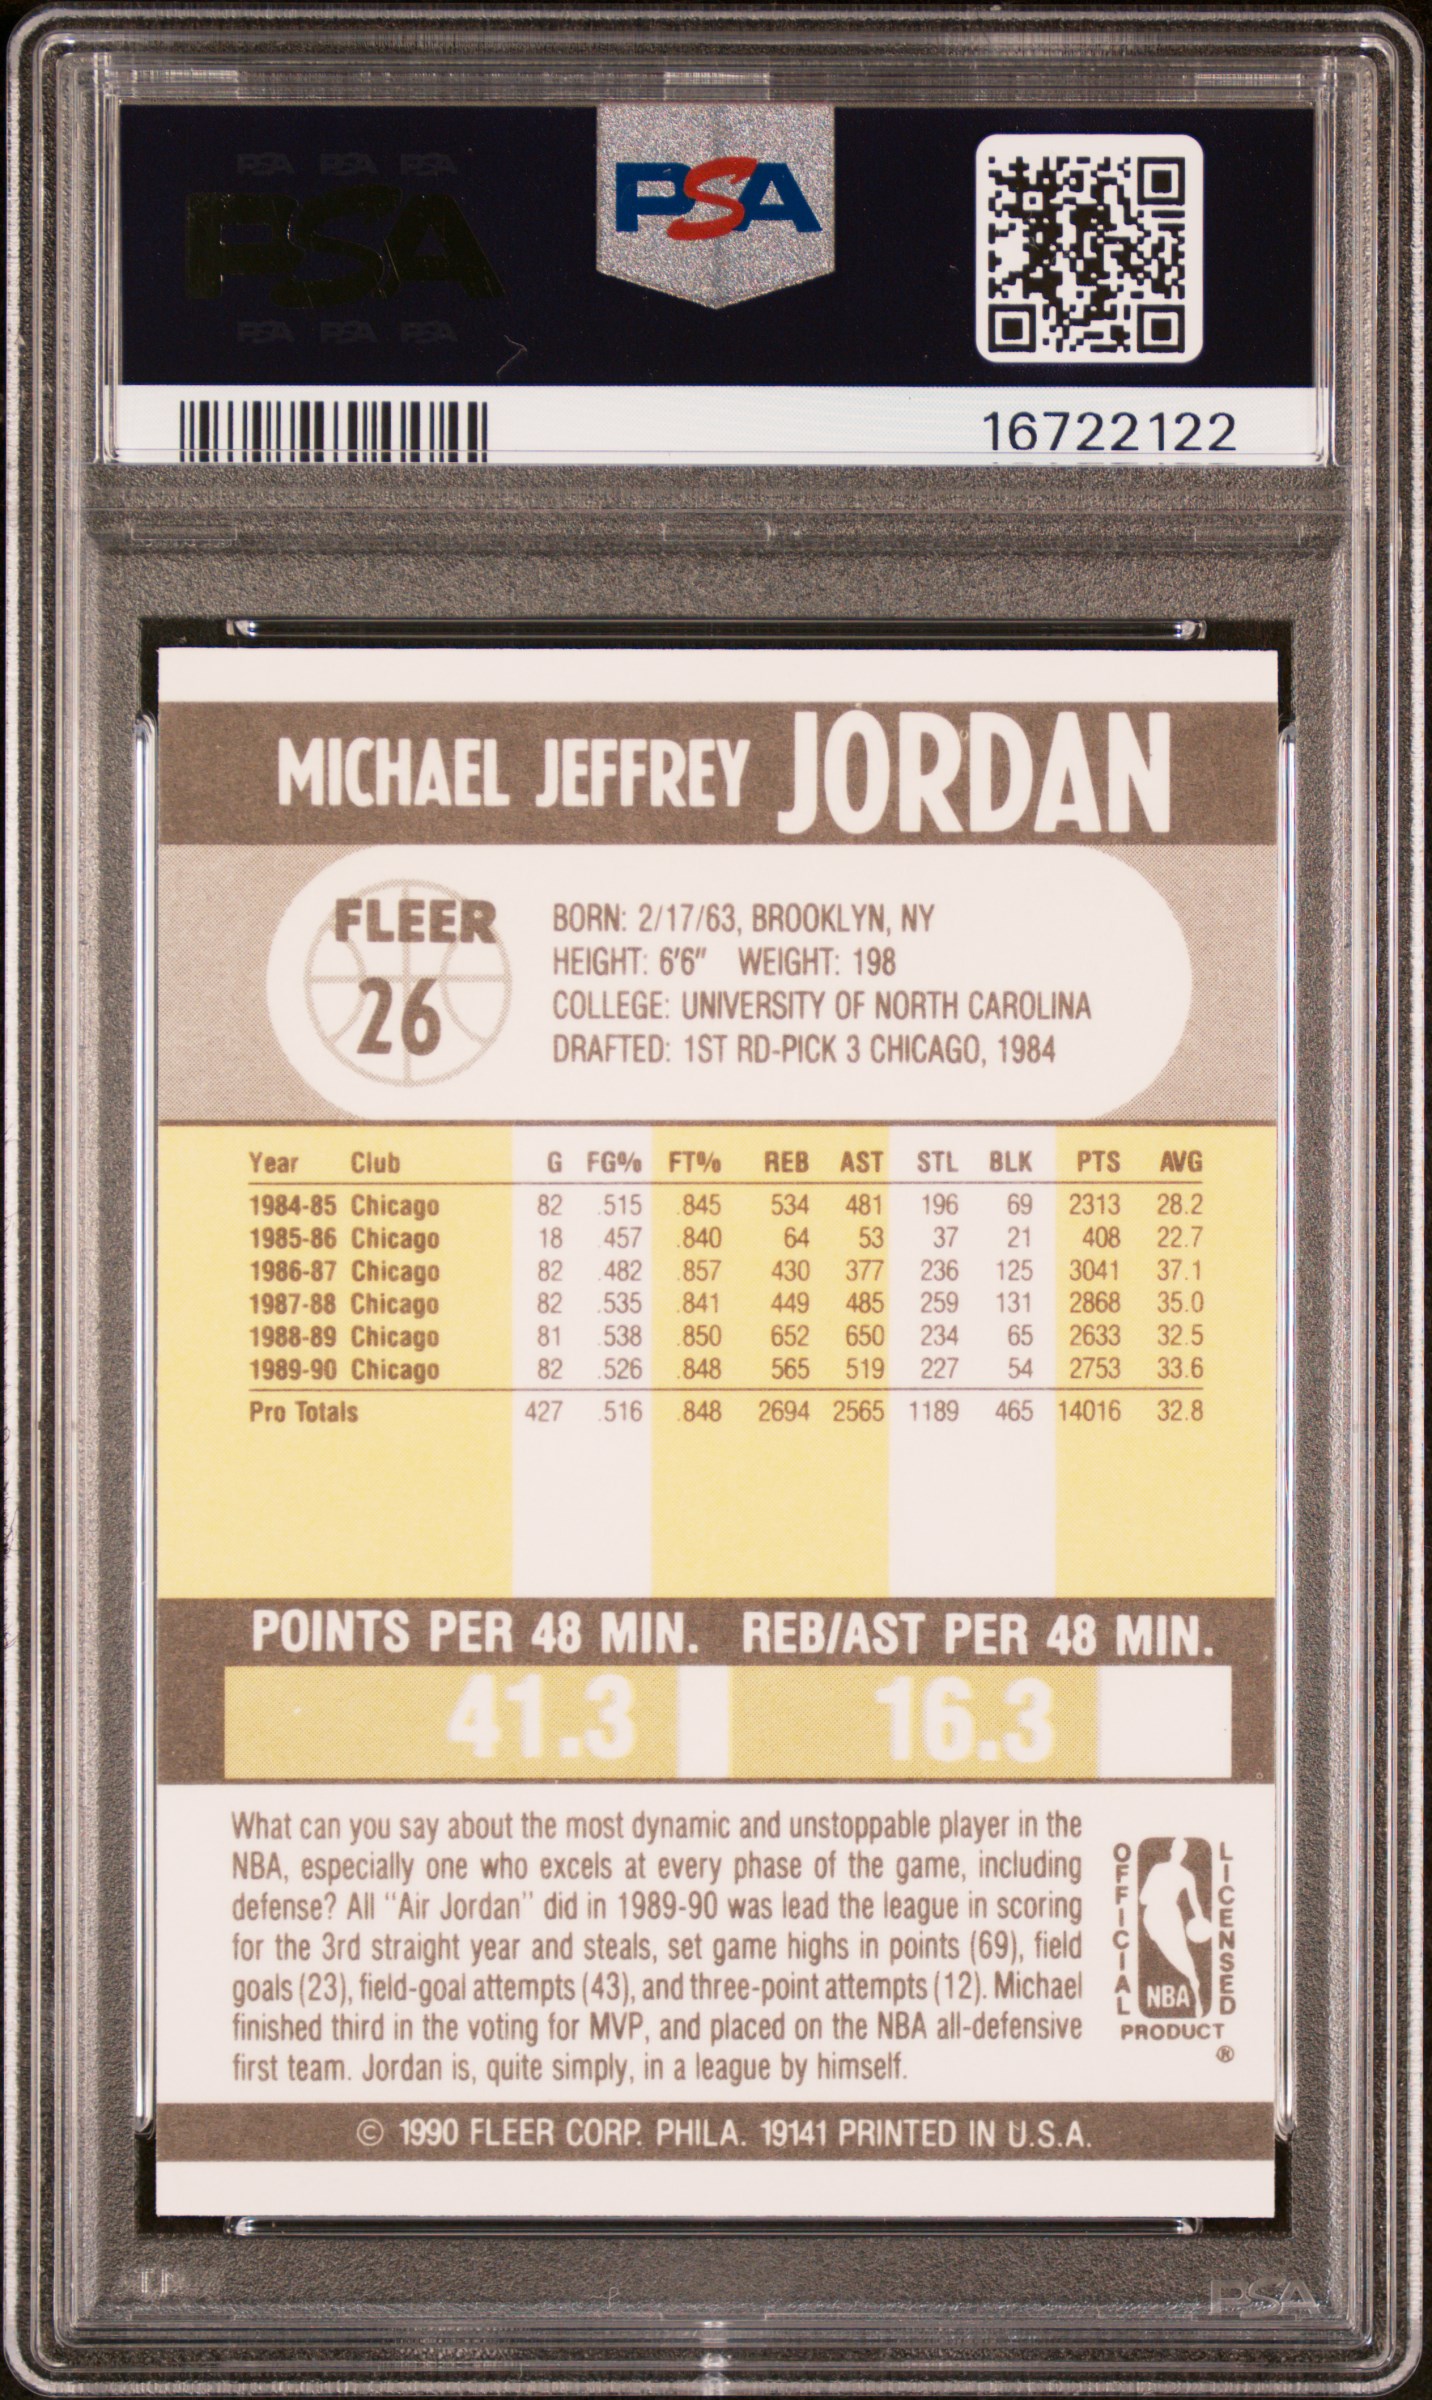 PSA PSA PSA
PSA
PSA PSA PSA
PSA
16722122
MICHAEL JEFFREY JORDAN
FLEER
26
BORN: 2/17/63, BROOKLYN, NY
HEIGHT: 6'6" WEIGHT: 198
COLLEGE: UNIVERSITY OF NORTH CAROLINA
DRAFTED: 1ST RD-PICK 3 CHICAGO, 1984
Year Club G FG% FT% REB AST STL BLK PTS AVG
1984-85 Chicago 82 .515 .845 534 481 196 69 2313 28.2
1985-86 Chicago 18 .457 .840 64 53 37 21 408 22.7
1986-87 Chicago 82 .482 .857 430 377 236 125 3041 37.1
1987-88 Chicago 82 .535 .841 449 485 259 131 2868 35.0
1988-89 Chicago 81 .538 .850 652 650 234 65 2633 32.5
1989-90 Chicago 82 .526 .848 565 519 227 54 2753 33.6
Pro Totals 427 .516 .848 2694 2565 1189 465 14016 32.8
POINTS PER 48 MIN. REB/AST PER 48 MIN.
41.3 16.3
What can you say about the most dynamic and unstoppable player in the
NBA, especially one who excels at every phase of the game, including
defense? All "Air Jordan" did in 1989-90 was lead the league in scoring
for the 3rd straight year and steals, set game highs in points (69), field
goals (23), field-goal attempts (43), and three-point attempts (12). Michael
finished third in the voting for MVP, and placed on the NBA all-defensive
first team. Jordan is, quite simply, in a league by himself.
OFFICIAL
NBA
LICENSED
PRODUCT
®
© 1990 FLEER CORP. PHILA. 19141 PRINTED IN U.S.A.
PSA